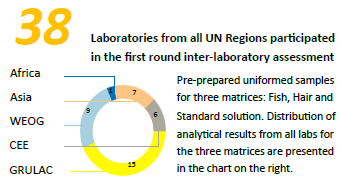 38
Laboratories from all UN Regions participated
in the first round inter-laboratory assessment
Africa
Asia
WEOG
CEE
GRULAC
7
6
15
9
Pre-prepared uniformed samples
for three matrices: Fish, Hair and
Standard solution. Distribution of
analytical results from all labs for
the three matrices are presented
in the chart on the right.